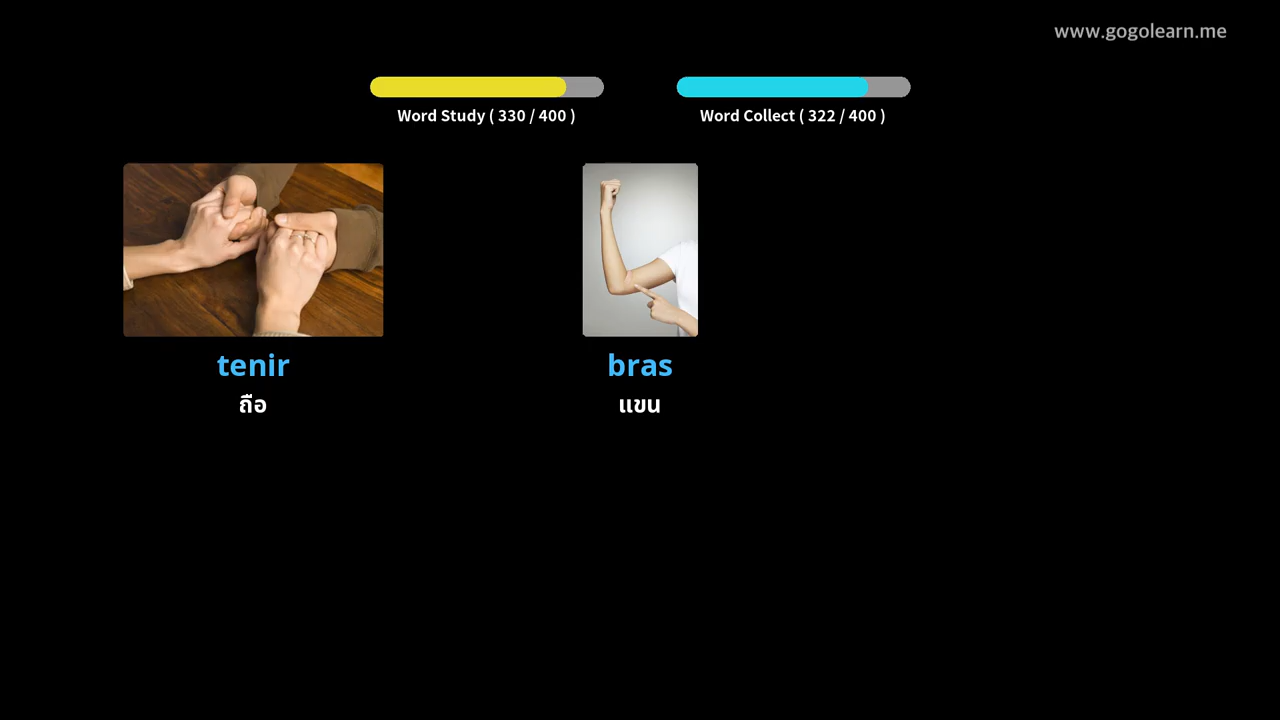 www.gogolearn.me
Word Study ( 330 / 400 )
Word Collect ( 322 / 400 )
tenir
ถือ
bras
แขน